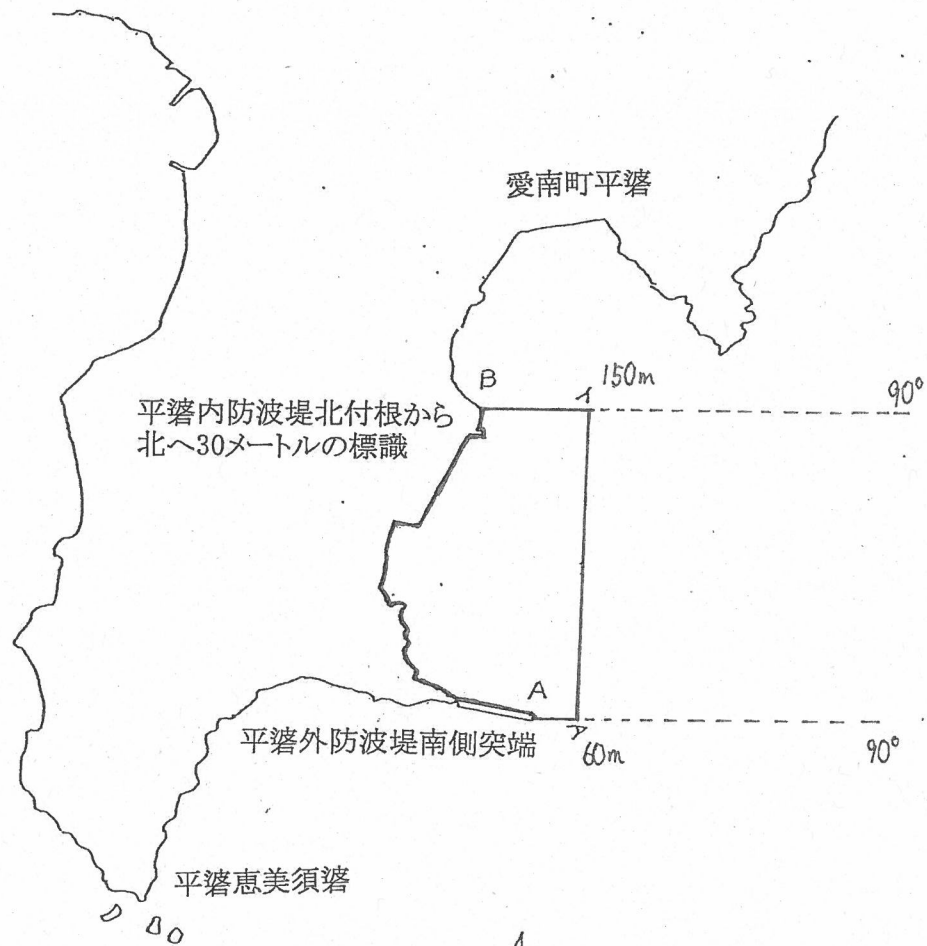 愛南町平碆
B
イ
150m
90°
平碆内防波堤北付根から
北へ30メートルの標識
A
平碆外防波堤南側突端
ア
60m
90°
平碆恵美須碆